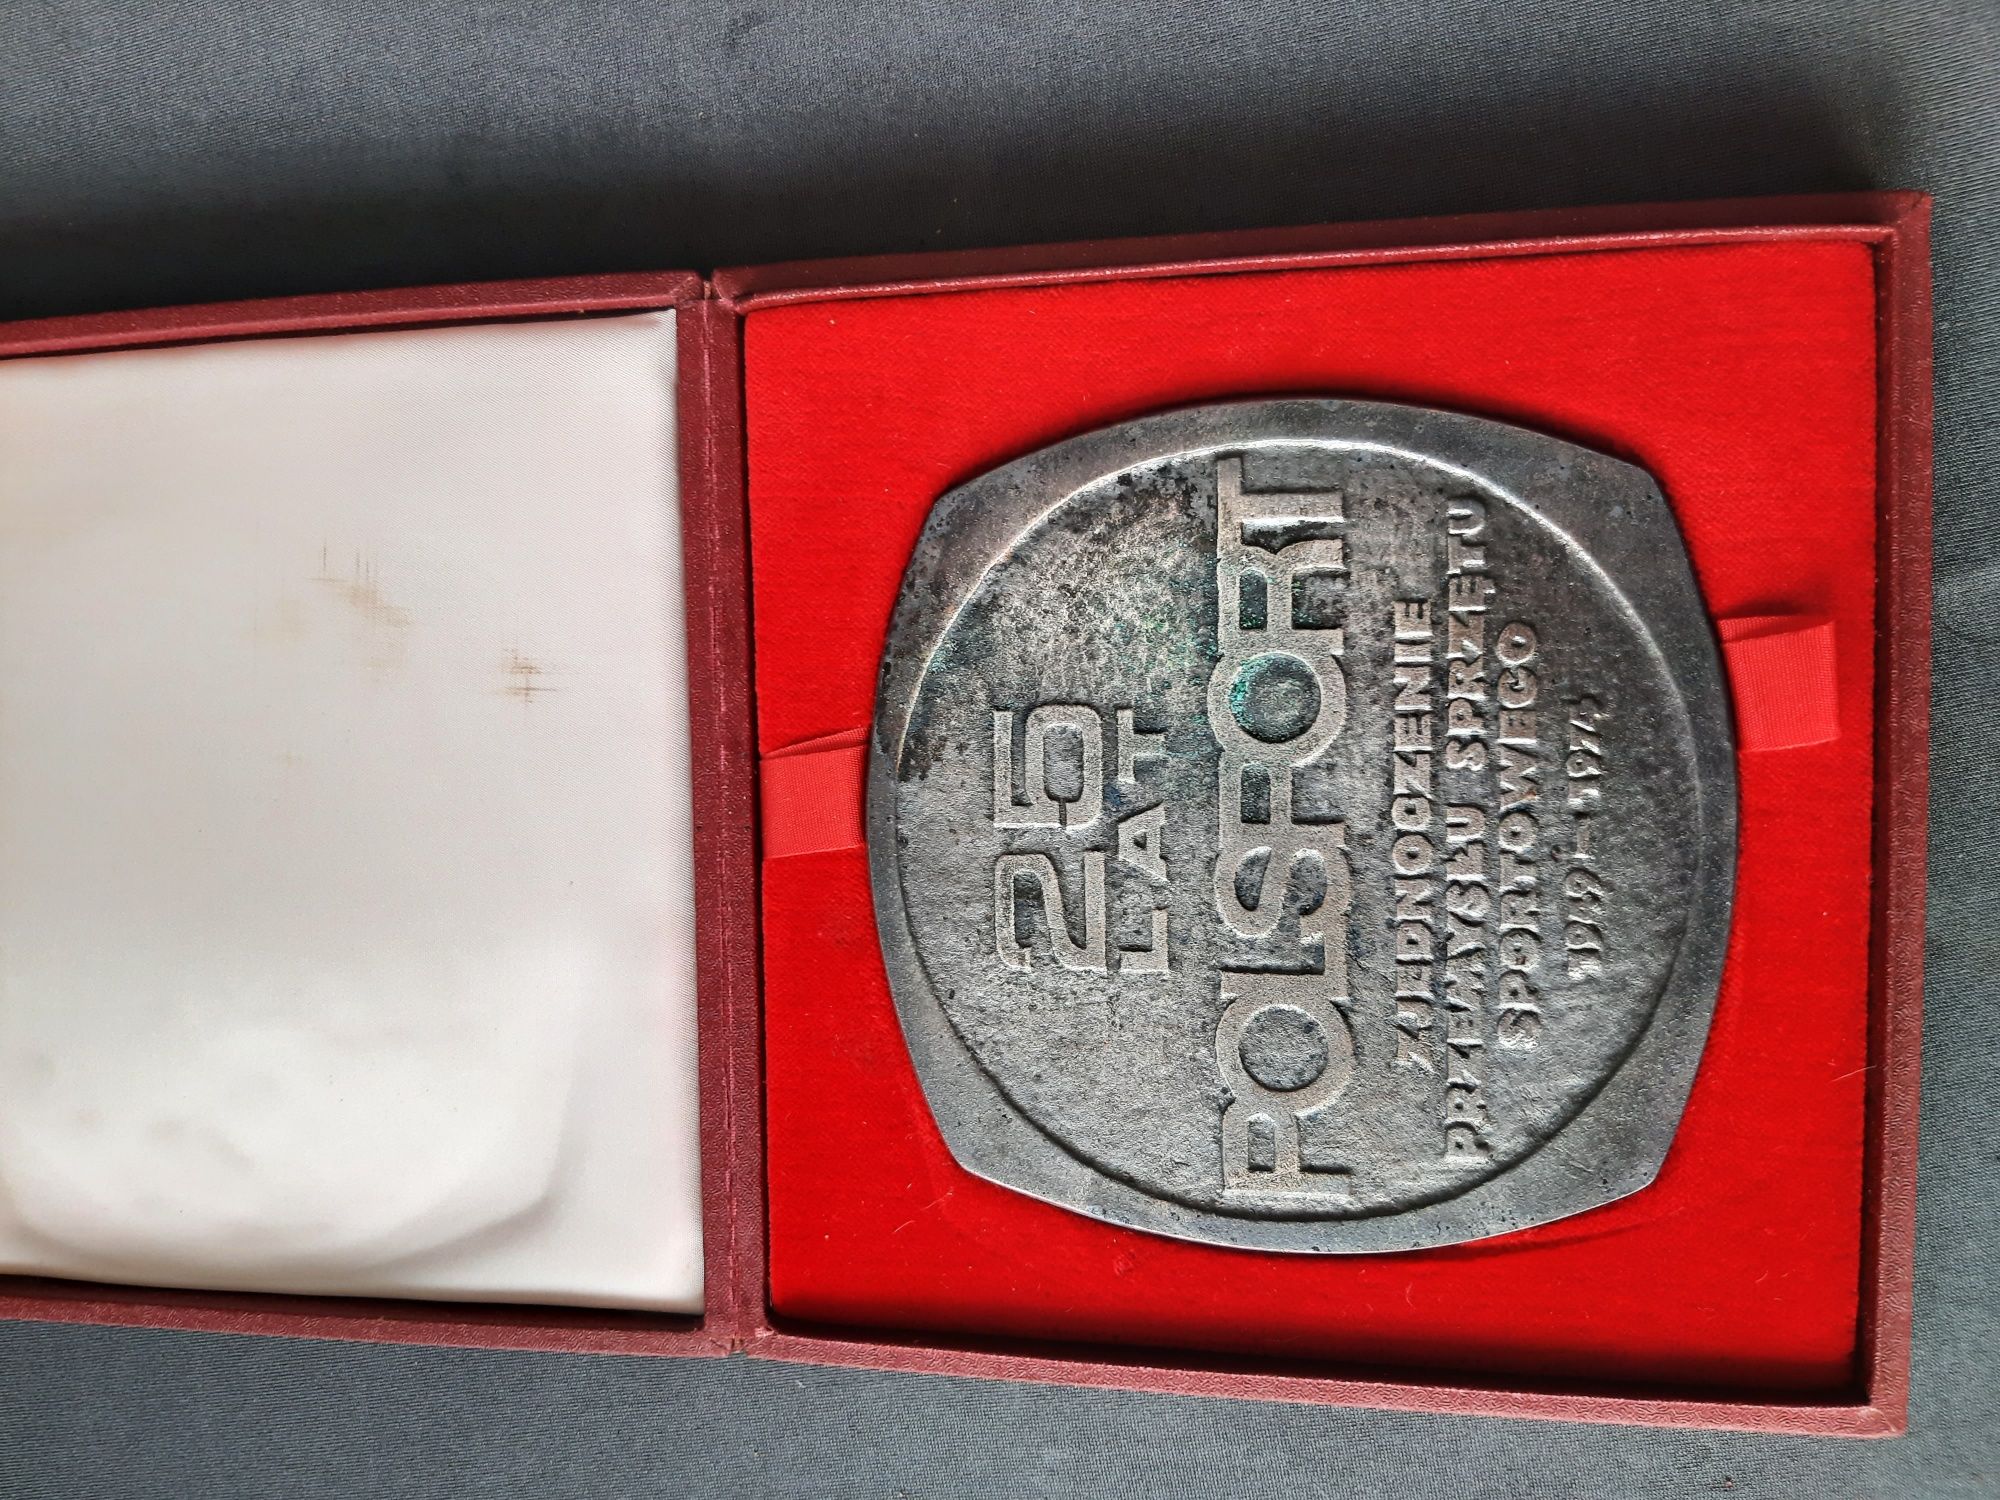 25
LAT
POLSPORT
ZJEDNOCZENIE
PRZEMYSŁU SPRZĘTU
SPORTOWEGO
1949-1974